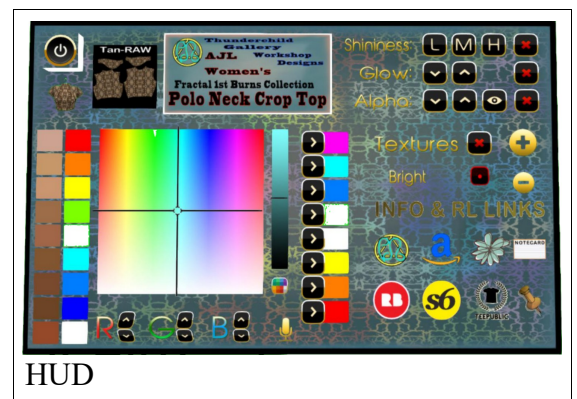 Tan-RAW
Thunderchild
Gallery
AJL Workshop
Designs
Women's
Fractal 1st Burns Collection
Polo Neck Crop Top
Shininess: L M H
Glow:
Alpha:
Textures
Bright
INFO & RL LINKS
a
NOTECARD
RB
s6
TEEPUBLIC
R G B
HUD